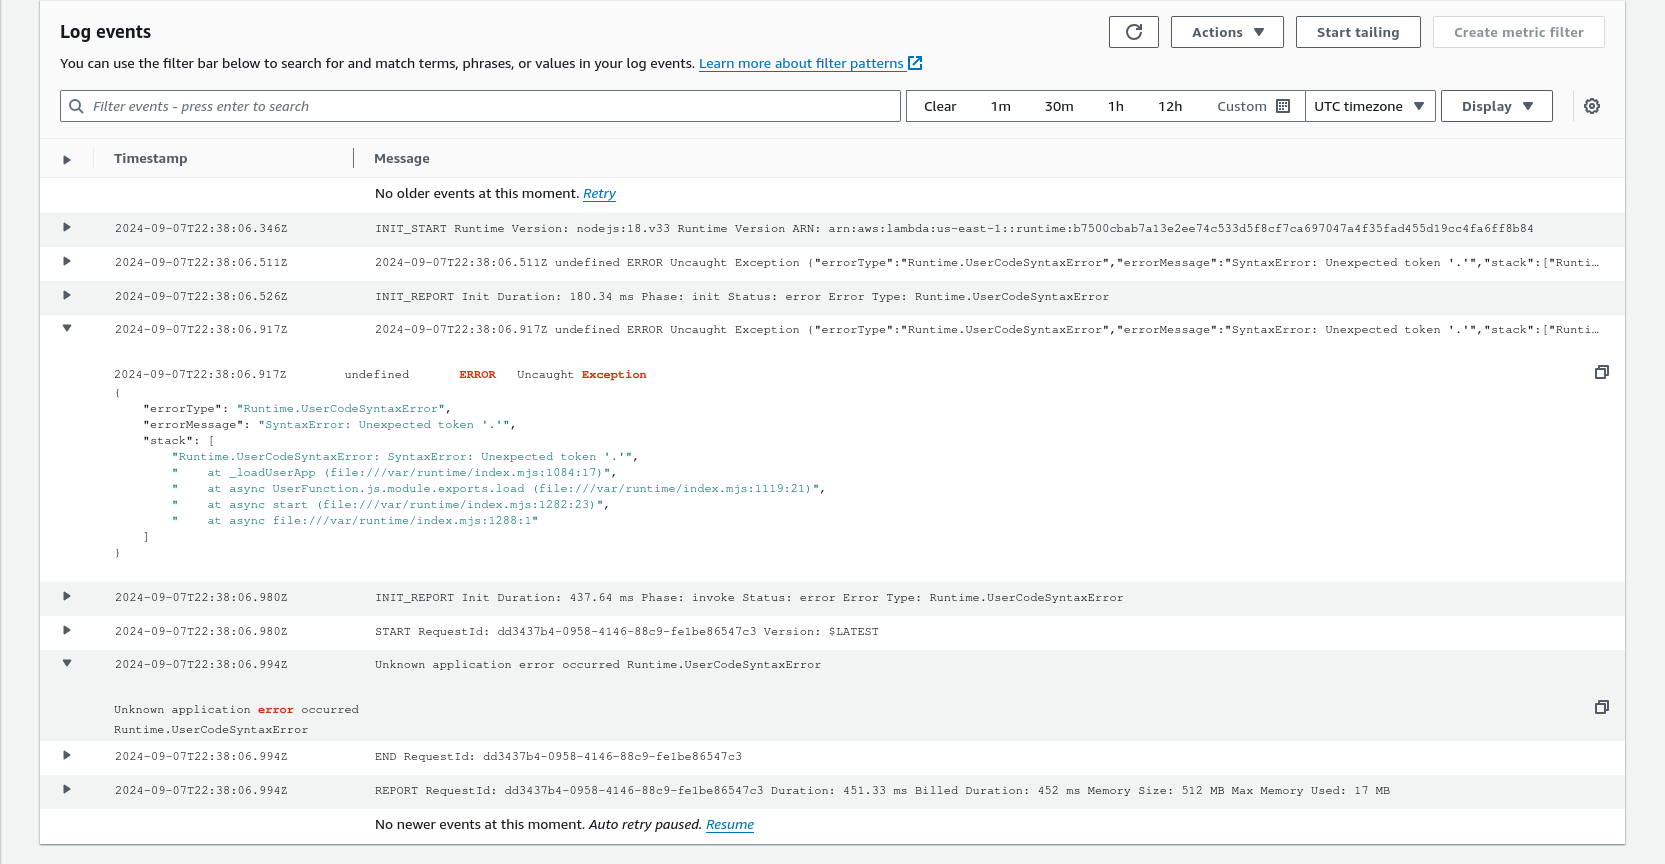 Log events
Actions
Start tailing
Create metric filter
You can use the filter bar below to search for and match terms, phrases, or values in your log events. Learn more about filter patterns
Filter events - press enter to search
Clear 1m 30m 1h 12h Custom UTC timezone Display
Timestamp Message
No older events at this moment. Retry
2024-09-07T22:38:06.346Z INIT_START Runtime Version: nodejs:18.v33 Runtime Version ARN: arn:aws:lambda:us-east-1::runtime:b7500cbab7a13e2ee74c533d5f8cf7ca697047a4f35fad455d19cc4fa6ff8b84
2024-09-07T22:38:06.511Z 2024-09-07T22:38:06.511Z undefined ERROR Uncaught Exception {"errorType":"Runtime.UserCodeSyntaxError","errorMessage":"SyntaxError: Unexpected token '.'","stack":["Runti…
2024-09-07T22:38:06.526Z INIT_REPORT Init Duration: 180.34 ms Phase: init Status: error Error Type: Runtime.UserCodeSyntaxError
2024-09-07T22:38:06.917Z 2024-09-07T22:38:06.917Z undefined ERROR Uncaught Exception {"errorType":"Runtime.UserCodeSyntaxError","errorMessage":"SyntaxError: Unexpected token '.'","stack":["Runti…
2024-09-07T22:38:06.917Z undefined ERROR Uncaught Exception
{
"errorType": "Runtime.UserCodeSyntaxError",
"errorMessage": "SyntaxError: Unexpected token '.'",
"stack": [
"Runtime.UserCodeSyntaxError: SyntaxError: Unexpected token '.'",
" at _loadUserApp (file:///var/runtime/index.mjs:1084:17)",
" at async UserFunction.js.module.exports.load (file:///var/runtime/index.mjs:1119:21)",
" at async start (file:///var/runtime/index.mjs:1282:23)",
" at async file:///var/runtime/index.mjs:1288:1"
]
}
2024-09-07T22:38:06.980Z INIT_REPORT Init Duration: 437.64 ms Phase: invoke Status: error Error Type: Runtime.UserCodeSyntaxError
2024-09-07T22:38:06.980Z START RequestId: dd3437b4-0958-4146-88c9-fe1be86547c3 Version: $LATEST
2024-09-07T22:38:06.994Z Unknown application error occurred Runtime.UserCodeSyntaxError
Unknown application error occurred
Runtime.UserCodeSyntaxError
2024-09-07T22:38:06.994Z END RequestId: dd3437b4-0958-4146-88c9-fe1be86547c3
2024-09-07T22:38:06.994Z REPORT RequestId: dd3437b4-0958-4146-88c9-fe1be86547c3 Duration: 451.33 ms Billed Duration: 452 ms Memory Size: 512 MB Max Memory Used: 17 MB
No newer events at this moment. Auto retry paused. Resume